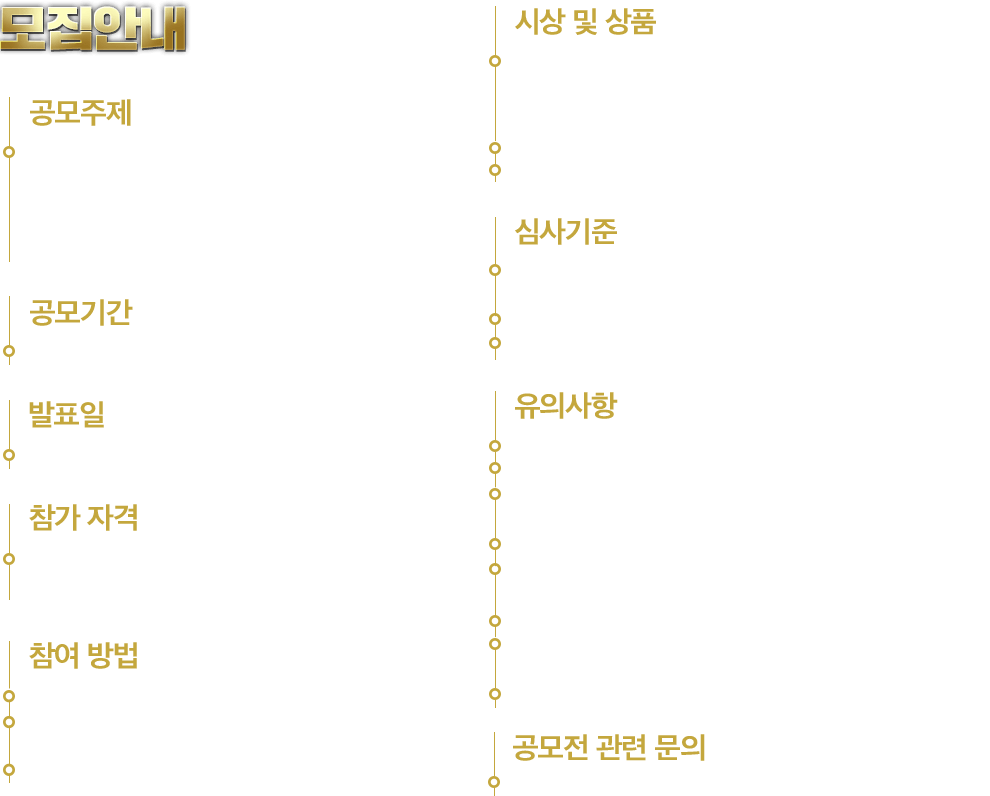 모집안내
공모주제
공모기간
발표일
참가 자격
참여 방법
시상 및 상품
심사기준
유의사항
공모전 관련 문의